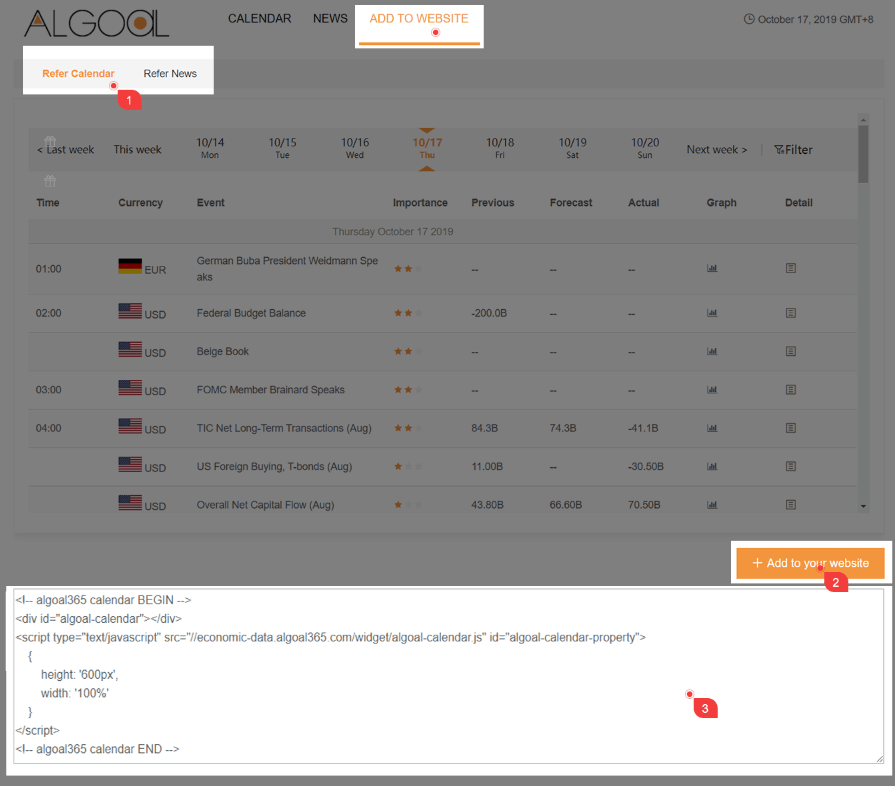 ALGOAL
CALENDAR NEWS ADD TO WEBSITE
October 17, 2019 GMT+8
Refer Calendar Refer News
1
< Last week This week 10/14 10/15 10/16 10/17 10/18 10/19 10/20 Next week > | Filter
Mon Tue Wed Thu Fri Sat Sun
Time Currency Event Importance Previous Forecast Actual Graph Detail
Thursday October 17 2019
01:00 EUR German Buba President Weidmann Spe -- -- --
aks
02:00 USD Federal Budget Balance -200.0B -- --
USD Beige Book -- -- --
03:00 USD FOMC Member Brainard Speaks -- -- --
04:00 USD TIC Net Long-Term Transactions (Aug) 84.3B 74.3B -41.1B
USD US Foreign Buying, T-bonds (Aug) 11.00B -- -30.50B
USD Overall Net Capital Flow (Aug) 43.80B 66.60B 70.50B
+ Add to your website
2
<!-- algoal365 calendar BEGIN -->
<div id="algoal-calendar"></div>
<script type="text/javascript" src="//economic-data.algoal365.com/widget/algoal-calendar.js" id="algoal-calendar-property">
{
height: '600px',
width: '100%'
}
</script>
<!-- algoal365 calendar END -->
3